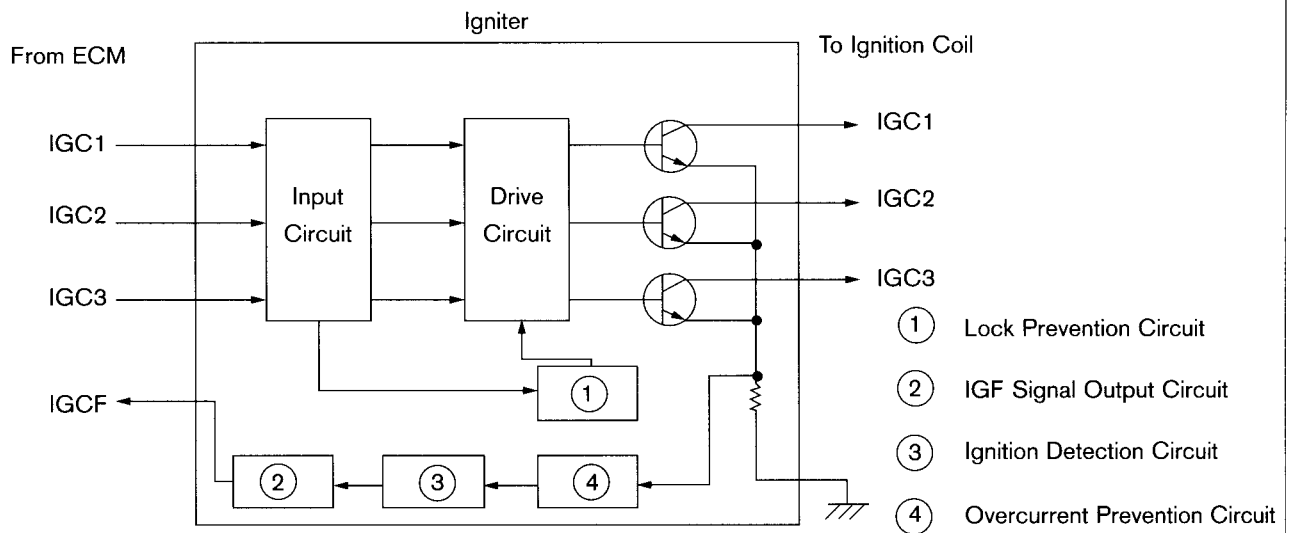 Igniter
From ECM
To Ignition Coil
IGC1
IGC2
IGC3
IGCF
Input
Circuit
Drive
Circuit
IGC1
IGC2
IGC3
1
2
3
4
1 Lock Prevention Circuit
2 IGF Signal Output Circuit
3 Ignition Detection Circuit
4 Overcurrent Prevention Circuit